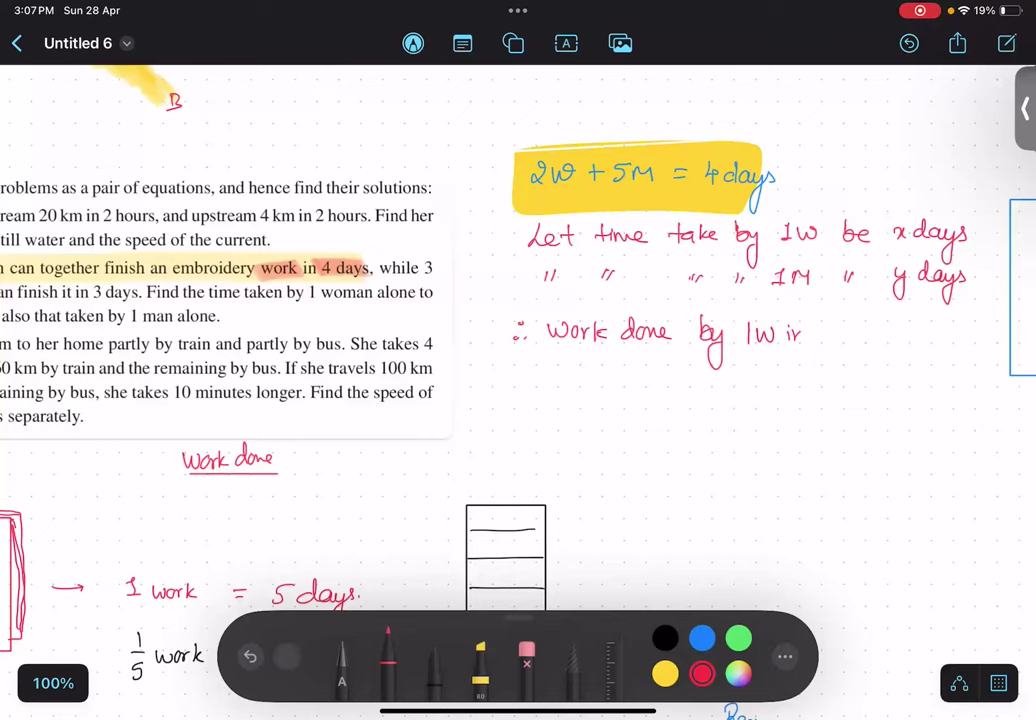 3:07PM Sun 28 Apr
19%
Untitled 6
A
B
2W + 5M = 4 days
roblems as a pair of equations, and hence find their solutions:
ream 20 km in 2 hours, and upstream 4 km in 2 hours. Find her
till water and the speed of the current.
n can together finish an embroidery work in 4 days, while 3
an finish it in 3 days. Find the time taken by 1 woman alone to
also that taken by 1 man alone.
m to her home partly by train and partly by bus. She takes 4
60 km by train and the remaining by bus. If she travels 100 km
aining by bus, she takes 10 minutes longer. Find the speed of
s separately.
Let time take by 1W be x days
" " " " 1M " y days
∴ Work done by 1W in
Work done
→ 1 work = 5 days.
1/5 work
A
80
100%